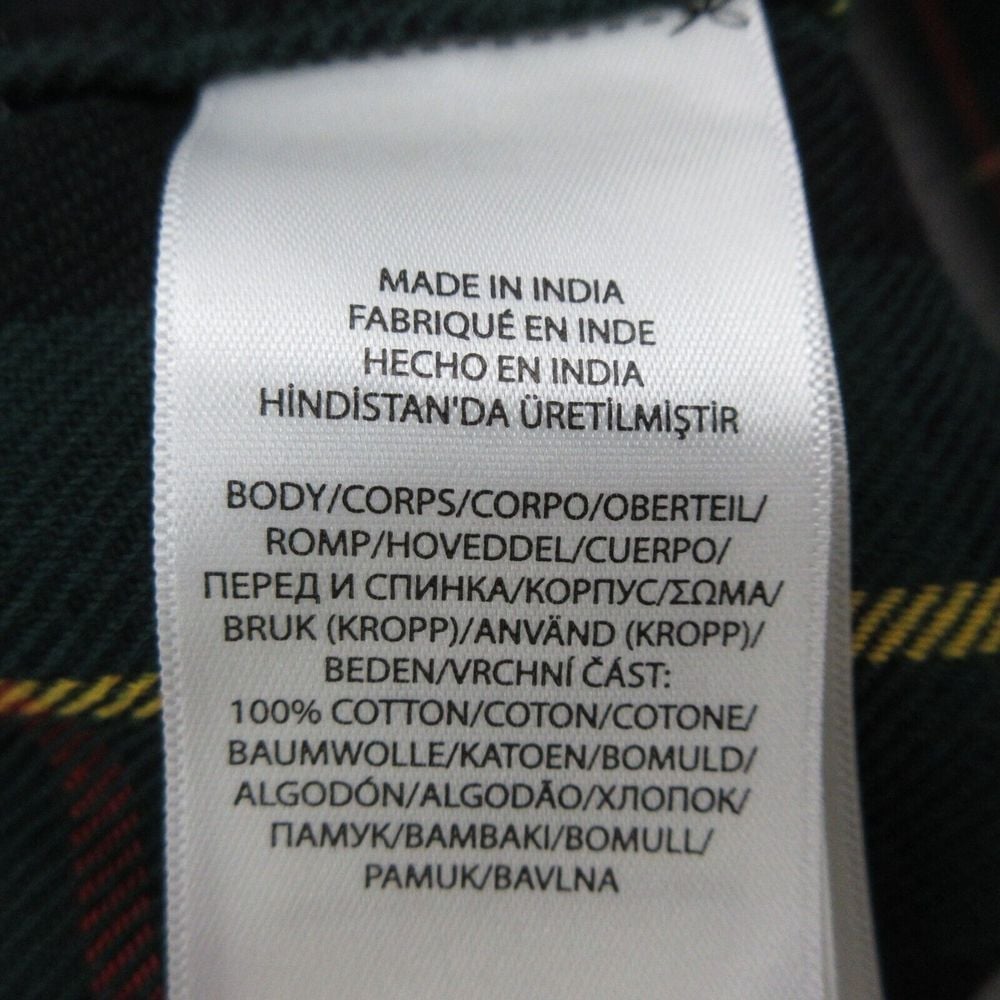 MADE IN INDIA
FABRIQUÉ EN INDE
HECHO EN INDIA
HİNDİSTAN'DA ÜRETİLMİŞTİR
BODY/CORPS/CORPO/OBERTEIL/
ROMP/HOVEDDEL/CUERPO/
ПЕРЕД И СПИНКА/КОРПУС/ΣΩΜΑ/
BRUK (KROPP)/ANVÄND (KROPP)/
BEDEN/VRCHNÍ ČÁST:
100% COTTON/COTON/COTONE/
BAUMWOLLE/KATOEN/BOMULD/
ALGODÓN/ALGODÃO/ХЛОПОК/
ПАМУК/ΒΑΜΒΑΚΙ/BOMULL/
PAMUK/BAVLNA